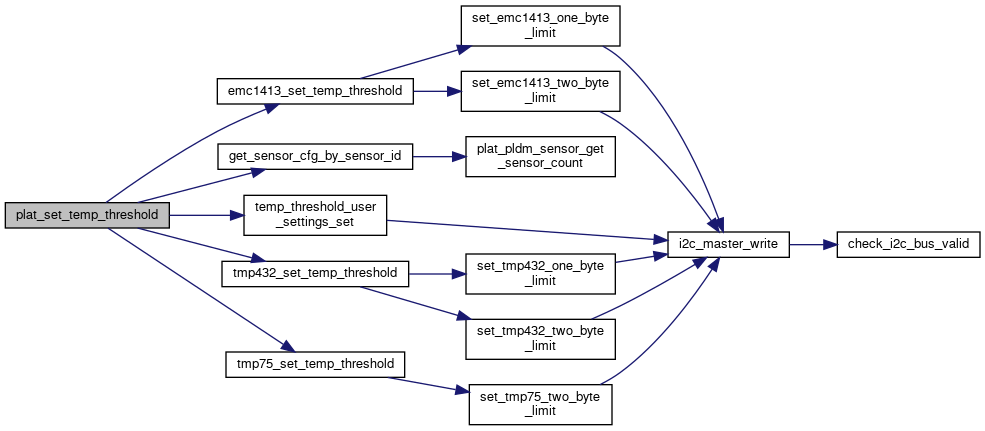 set_emc1413_one_byte
_limit
emc1413_set_temp_threshold
set_emc1413_two_byte
_limit
get_sensor_cfg_by_sensor_id
plat_pldm_sensor_get
_sensor_count
plat_set_temp_threshold
temp_threshold_user
_settings_set
i2c_master_write
check_i2c_bus_valid
tmp432_set_temp_threshold
set_tmp432_one_byte
_limit
set_tmp432_two_byte
_limit
tmp75_set_temp_threshold
set_tmp75_two_byte
_limit